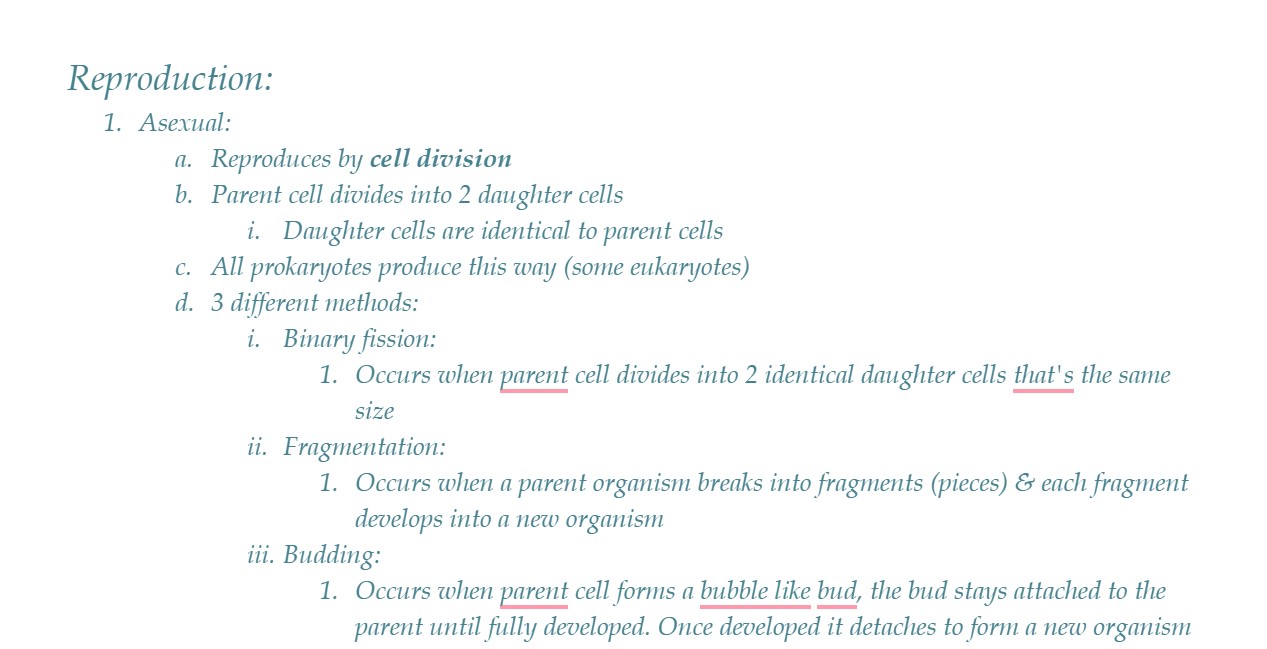 Reproduction:
1. Asexual:
a. Reproduces by cell division
b. Parent cell divides into 2 daughter cells
i. Daughter cells are identical to parent cells
c. All prokaryotes produce this way (some eukaryotes)
d. 3 different methods:
i. Binary fission:
1. Occurs when parent cell divides into 2 identical daughter cells that's the same
size
ii. Fragmentation:
1. Occurs when a parent organism breaks into fragments (pieces) & each fragment
develops into a new organism
iii. Budding:
1. Occurs when parent cell forms a bubble like bud, the bud stays attached to the
parent until fully developed. Once developed it detaches to form a new organism